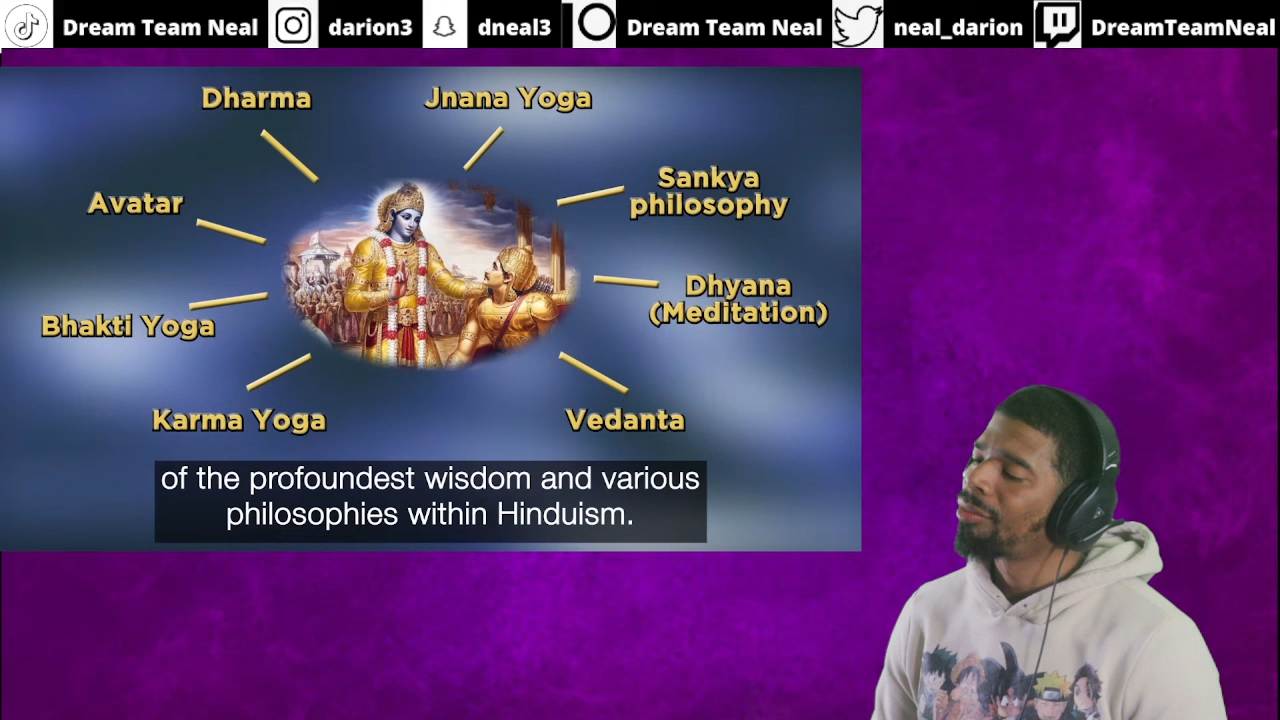 Dream Team Neal darion3 dneal3 Dream Team Neal neal_darion DreamTeamNeal
Dharma
Jnana Yoga
Avatar
Sankya
philosophy
Dhyana
(Meditation)
Bhakti Yoga
Karma Yoga
Vedanta
of the profoundest wisdom and various
philosophies within Hinduism.